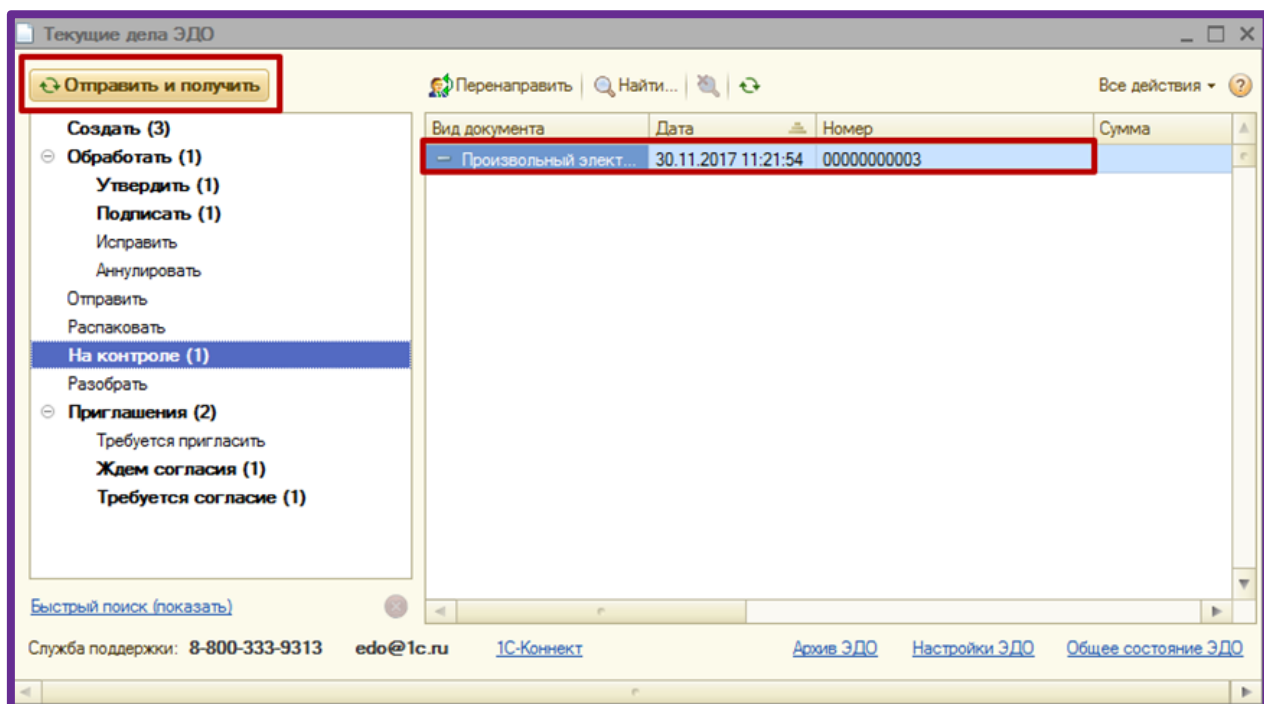 Текущие дела ЭДО
Отправить и получить
Перенаправить Найти... Все действия
Создать (3)
Обработать (1)
Утвердить (1)
Подписать (1)
Исправить
Аннулировать
Отправить
Распаковать
На контроле (1)
Разобрать
Приглашения (2)
Требуется пригласить
Ждем согласия (1)
Требуется согласие (1)
Вид документа Дата Номер Сумма
Произвольный элект... 30.11.2017 11:21:54 00000000003
Быстрый поиск (показать)
Служба поддержки: 8-800-333-9313 edo@1c.ru 1С-Коннект Архив ЭДО Настройки ЭДО Общее состояние ЭДО